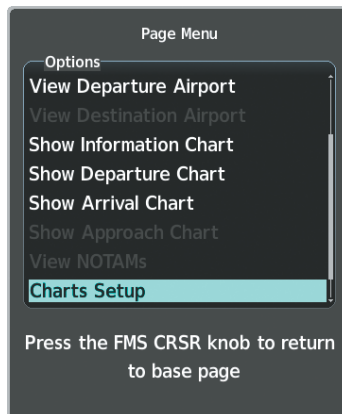 Page Menu
Options
View Departure Airport
View Destination Airport
Show Information Chart
Show Departure Chart
Show Arrival Chart
Show Approach Chart
View NOTAMs
Charts Setup
Press the FMS CRSR knob to return
to base page